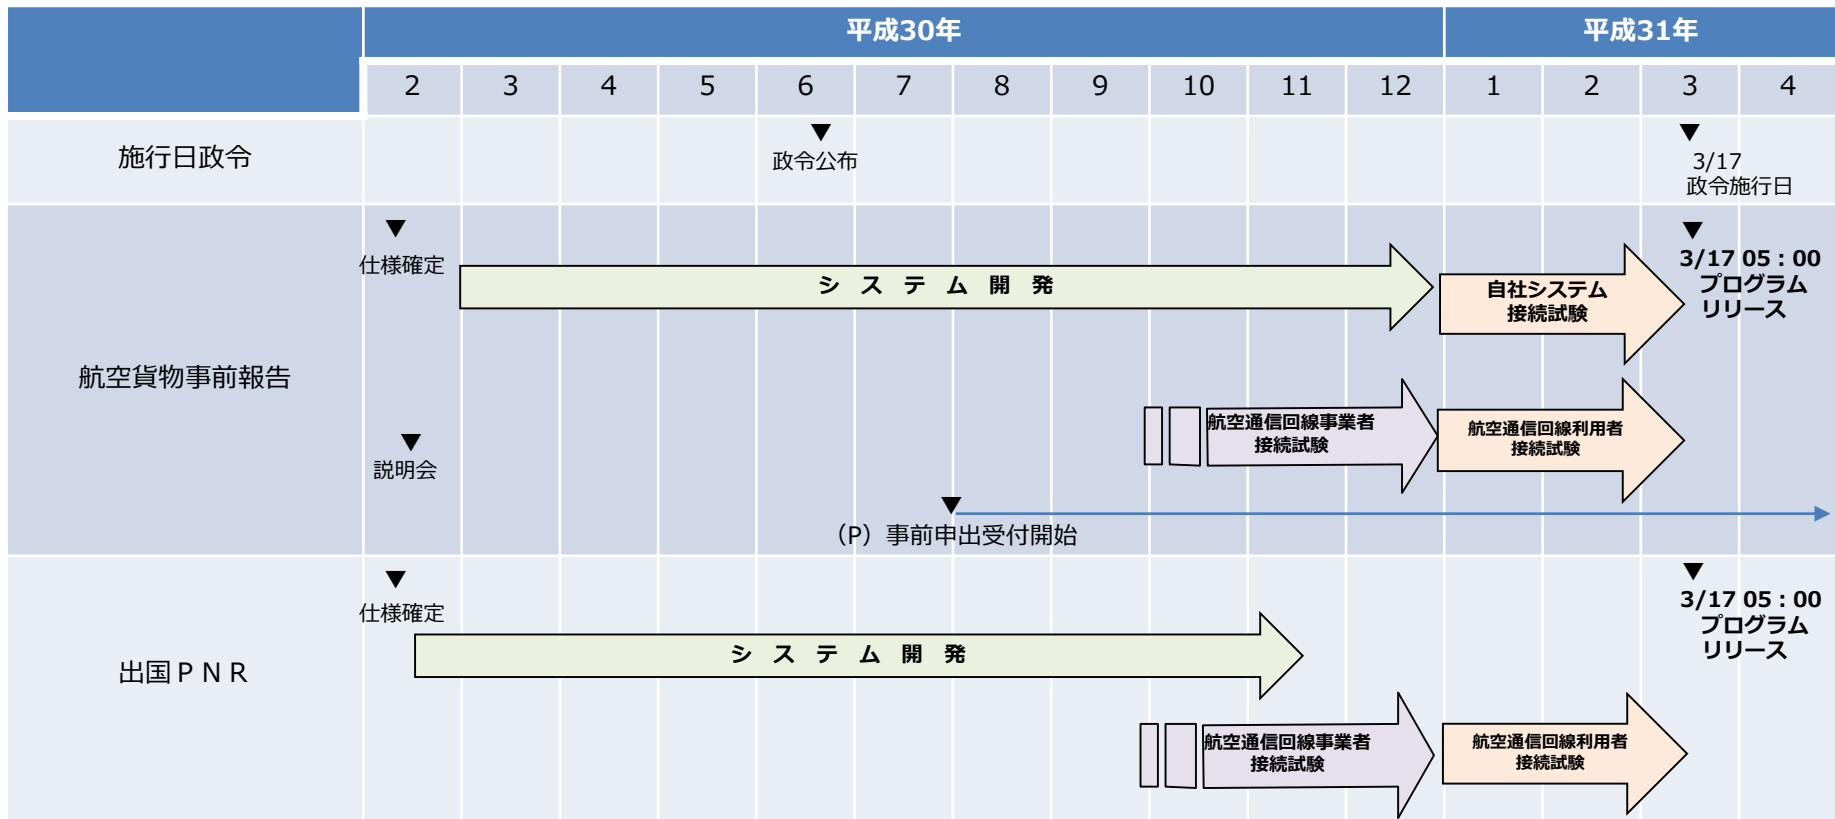 平成30年
平成31年
2 3 4 5 6 7 8 9 10 11 12 1 2 3 4
施行日政令
▼
政令公布
▼
3/17
政令施行日
航空貨物事前報告
▼
仕様確定
システム開発
自社システム
接続試験
▼
3/17 05:00
プログラム
リリース
▼
説明会
航空通信回線事業者
接続試験
航空通信回線利用者
接続試験
▼
（P）事前申出受付開始
出国ＰＮＲ
▼
仕様確定
システム開発
▼
3/17 05:00
プログラム
リリース
航空通信回線事業者
接続試験
航空通信回線利用者
接続試験